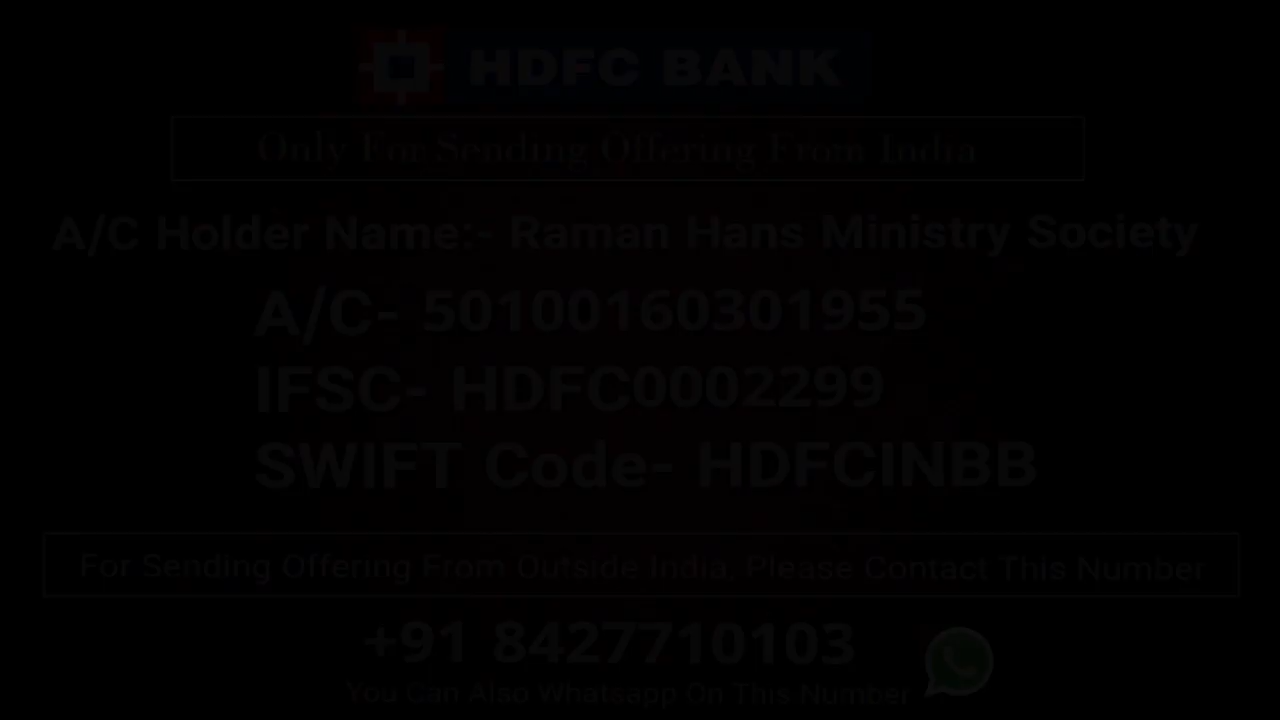 HDFC BANK
Only For Sending Offering From India
A/C Holder Name:- Raman Hans Ministry Society
A/C- 50100160301955
IFSC- HDFC0002299
SWIFT Code- HDFCINBB
For Sending Offering From Outside India, Please Contact This Number
+91 8427710103
You Can Also Whatsapp On This Number